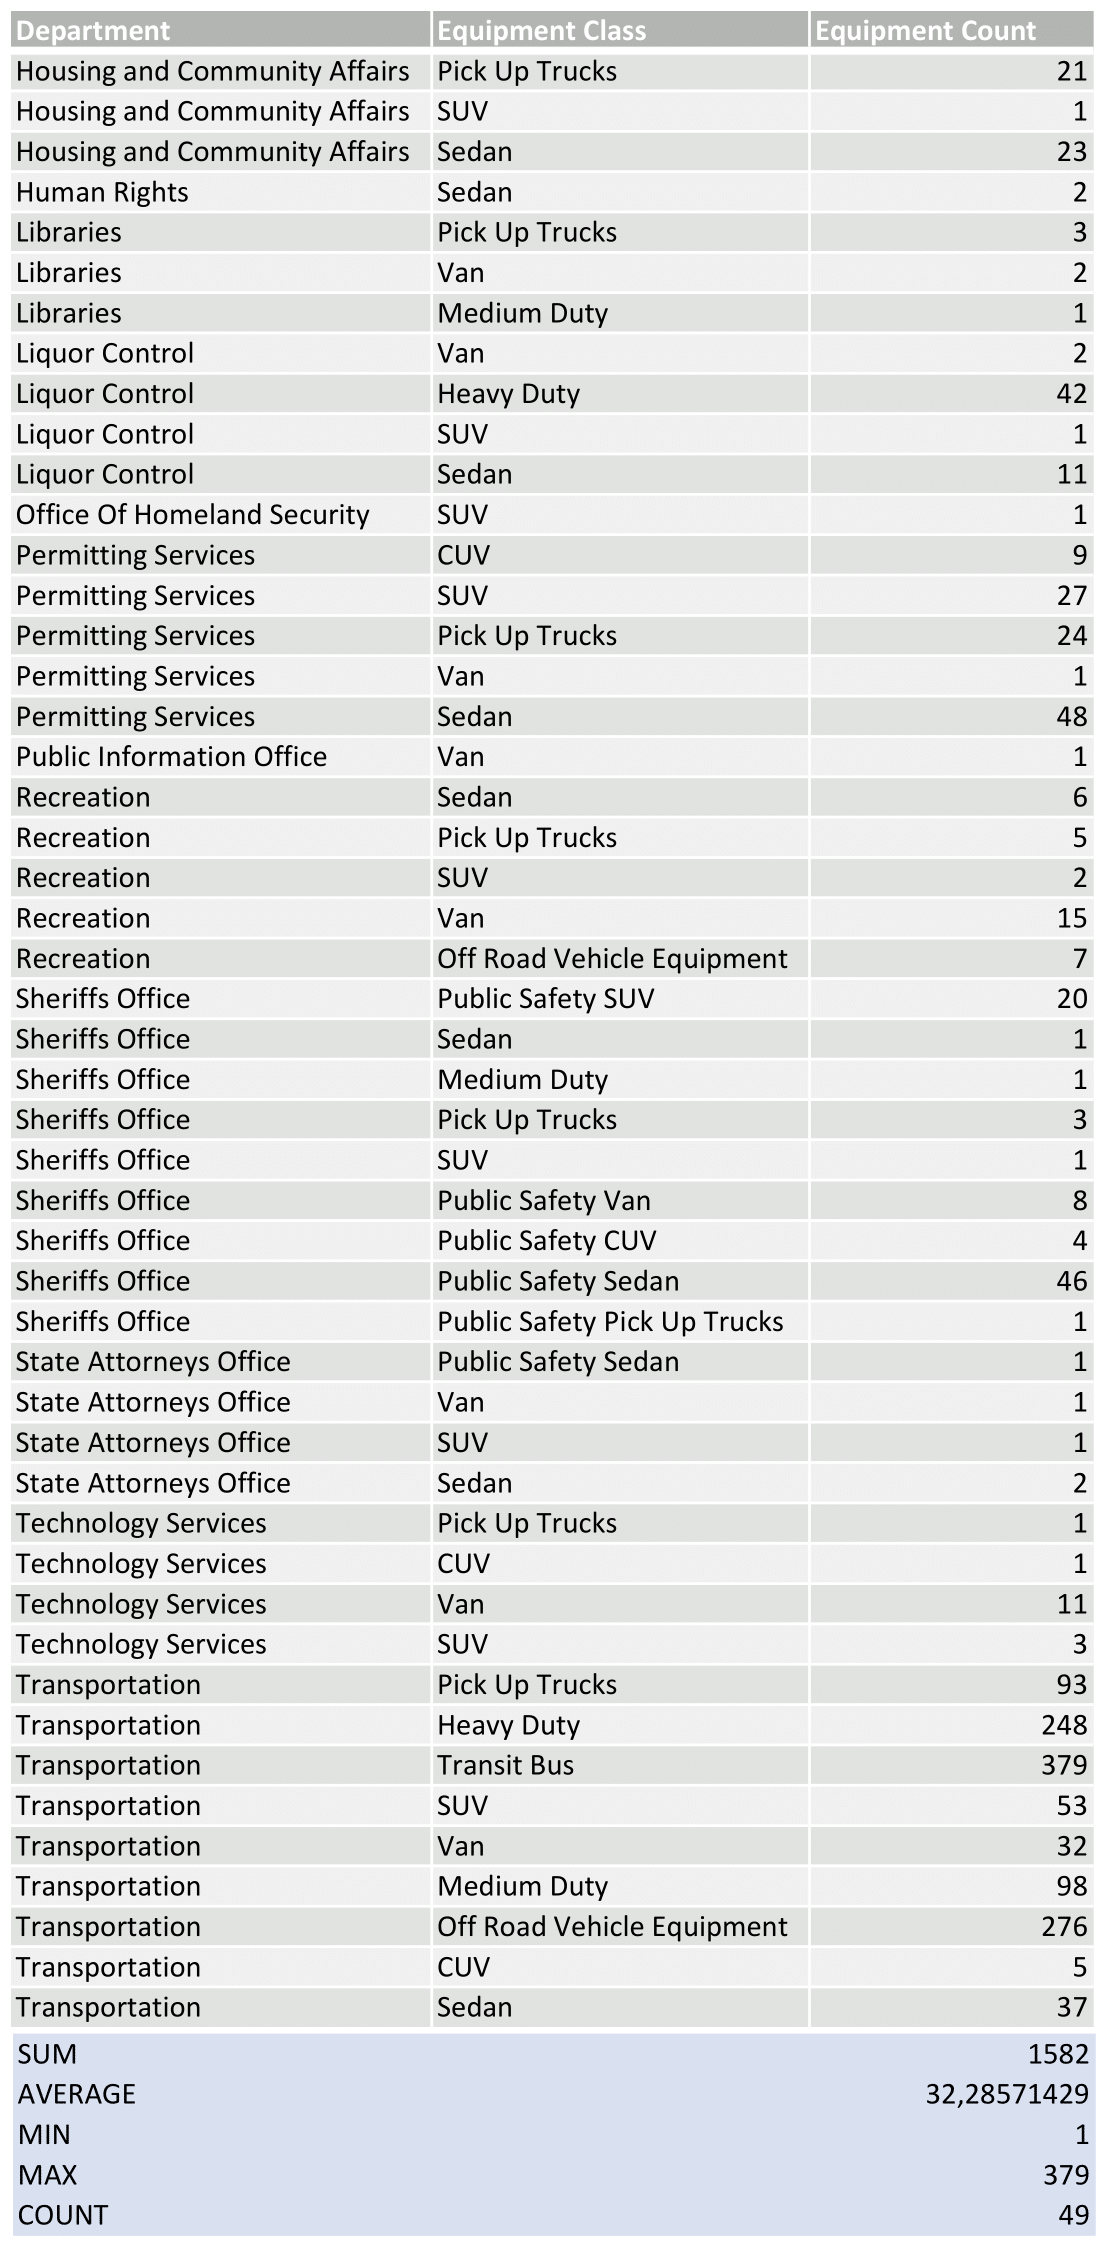 Department Equipment Class Equipment Count
Housing and Community Affairs Pick Up Trucks 21
Housing and Community Affairs SUV 1
Housing and Community Affairs Sedan 23
Human Rights Sedan 2
Libraries Pick Up Trucks 3
Libraries Van 2
Libraries Medium Duty 1
Liquor Control Van 2
Liquor Control Heavy Duty 42
Liquor Control SUV 1
Liquor Control Sedan 11
Office Of Homeland Security SUV 1
Permitting Services CUV 9
Permitting Services SUV 27
Permitting Services Pick Up Trucks 24
Permitting Services Van 1
Permitting Services Sedan 48
Public Information Office Van 1
Recreation Sedan 6
Recreation Pick Up Trucks 5
Recreation SUV 2
Recreation Van 15
Recreation Off Road Vehicle Equipment 7
Sheriffs Office Public Safety SUV 20
Sheriffs Office Sedan 1
Sheriffs Office Medium Duty 1
Sheriffs Office Pick Up Trucks 3
Sheriffs Office SUV 1
Sheriffs Office Public Safety Van 8
Sheriffs Office Public Safety CUV 4
Sheriffs Office Public Safety Sedan 46
Sheriffs Office Public Safety Pick Up Trucks 1
State Attorneys Office Public Safety Sedan 1
State Attorneys Office Van 1
State Attorneys Office SUV 1
State Attorneys Office Sedan 2
Technology Services Pick Up Trucks 1
Technology Services CUV 1
Technology Services Van 11
Technology Services SUV 3
Transportation Pick Up Trucks 93
Transportation Heavy Duty 248
Transportation Transit Bus 379
Transportation SUV 53
Transportation Van 32
Transportation Medium Duty 98
Transportation Off Road Vehicle Equipment 276
Transportation CUV 5
Transportation Sedan 37
SUM 1582
AVERAGE 32,28571429
MIN 1
MAX 379
COUNT 49